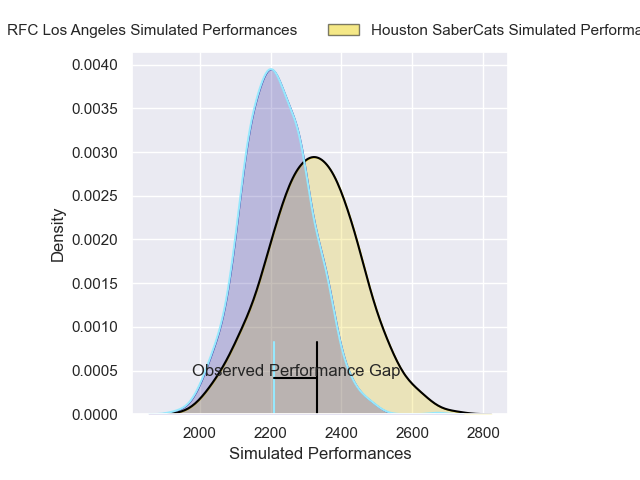 RFC Los Angeles Simulated Performances
Houston SaberCats Simulated Performa
0.0040
0.0035
0.0030
0.0025
0.0020
0.0015
0.0010
0.0005
0.0000
Density
Observed Performance Gap
2000 2200 2400 2600 2800
Simulated Performances